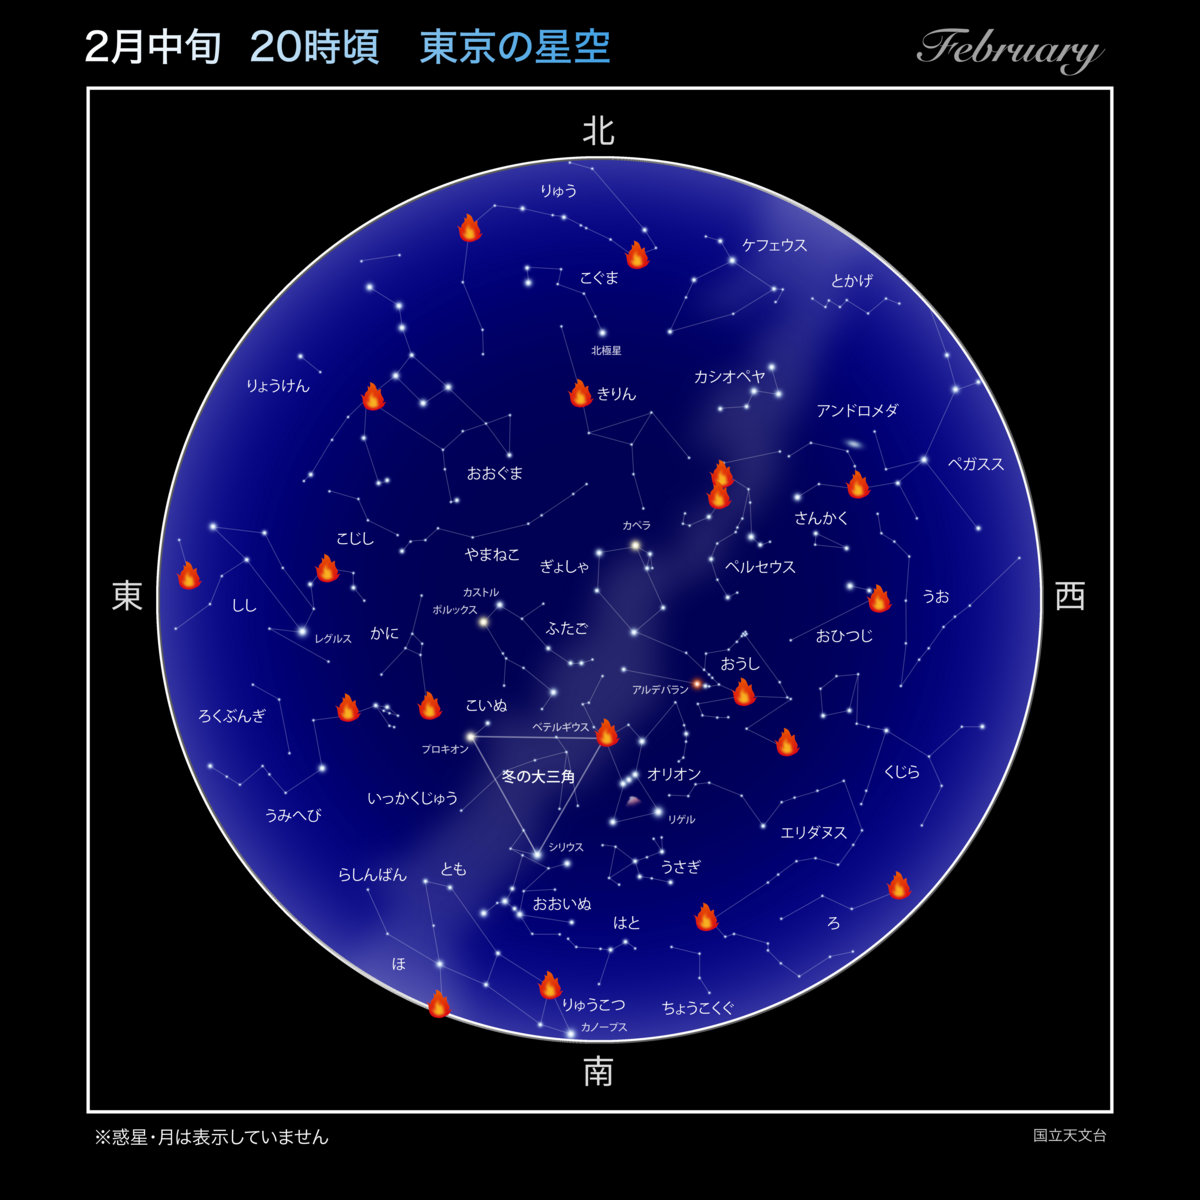 2月中旬 20時頃 東京の星空
February
北
りゅう
ケフェウス
こぐま
とかげ
北極星
りょうけん
カシオペヤ
きりん
アンドロメダ
ペガスス
おおぐま
さんかく
カペラ
こじし
やまねこ
ぎょしゃ
ペルセウス
東
西
カストル
ポルックス
しし
うお
ふたご
かに
レグルス
おひつじ
おうし
アルデバラン
ろくぶんぎ
こいぬ
ベテルギウス
プロキオン
冬の大三角
オリオン
くじら
いっかくじゅう
うみへび
リゲル
エリダヌス
シリウス
らしんばん
とも
うさぎ
おおいぬ
はと
ろ
ほ
りゅうこつ
ちょうこくぐ
カノープス
南
※惑星・月は表示していません
国立天文台